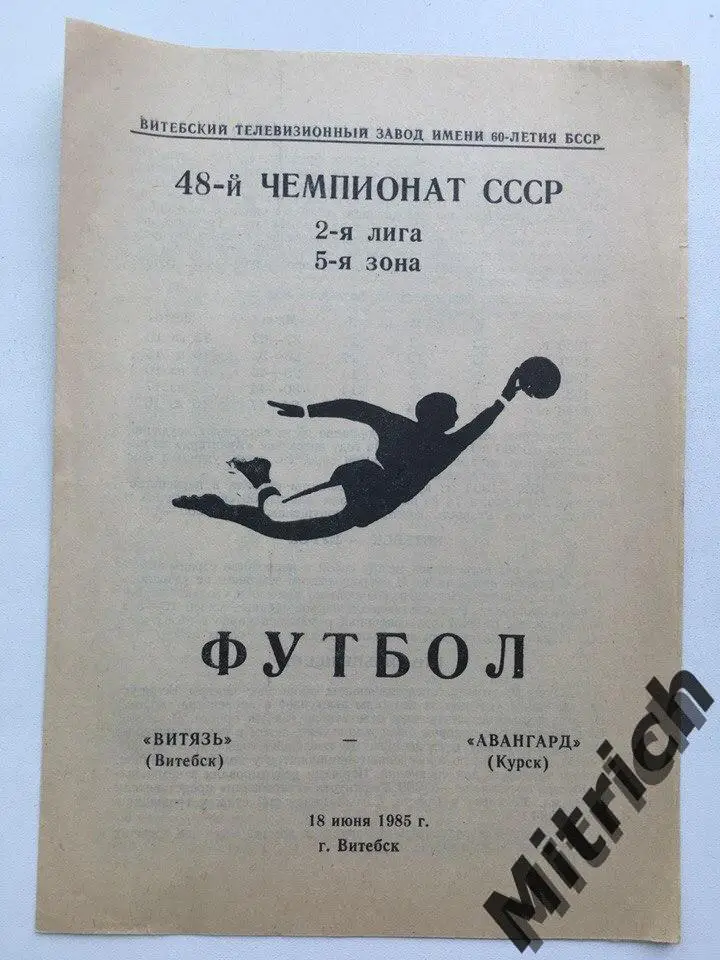 ВИТЕБСКИЙ ТЕЛЕВИЗИОННЫЙ ЗАВОД ИМЕНИ 60-ЛЕТИЯ БССР
48-й ЧЕМПИОНАТ СССР
2-я лига
5-я зона
ФУТБОЛ
«ВИТЯЗЬ» — «АВАНГАРД»
(Витебск) (Курск)
18 июня 1985 г.
г. Витебск
Mitrich